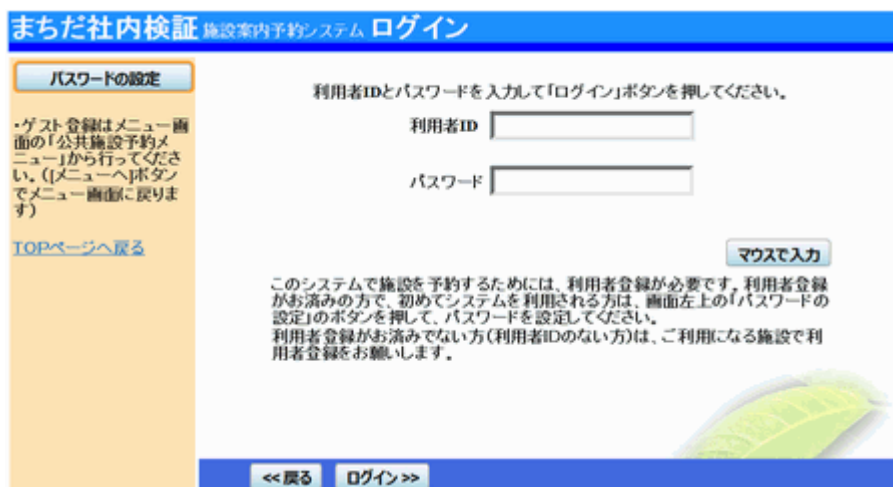 まちだ社内検証 施設案内予約システム ログイン
パスワードの設定
・ゲスト登録はメニュー画
面の「公共施設予約メ
ニュー」から行ってくださ
い。([メニューへ]ボタン
でメニュー画面に戻りま
す)
TOPページへ戻る
利用者IDとパスワードを入力して「ログイン」ボタンを押してください。
利用者ID
パスワード
マウスで入力
このシステムで施設を予約するためには、利用者登録が必要です。利用者登録
がお済みの方で、初めてシステムを利用される方は、画面左上の「パスワードの
設定」のボタンを押して、パスワードを設定してください。
利用者登録がお済みでない方(利用者IDのない方)は、ご利用になる施設で利
用者登録をお願いします。
<< 戻る
ログイン >>